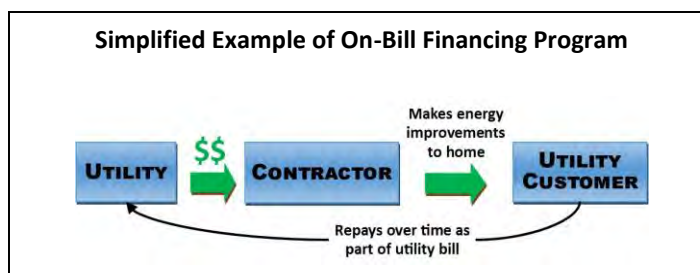 Simplified Example of On-Bill Financing Program
Makes energy
improvements
to home
$$
UTILITY
CONTRACTOR
UTILITY
CUSTOMER
Repays over time as
part of utility bill